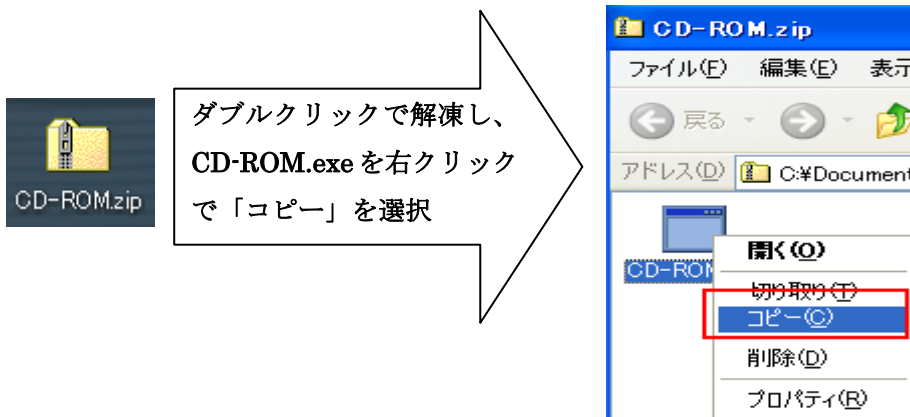 CD-ROM.zip
ダブルクリックで解凍し、
CD-ROM.exe を右クリック
で「コピー」を選択
CD-ROM.zip
ファイル(F) 編集(E) 表示
戻る
アドレス(D) C:¥Document
CD-ROM
開く(O)
切り取り(T)
コピー(C)
削除(D)
プロパティ(R)